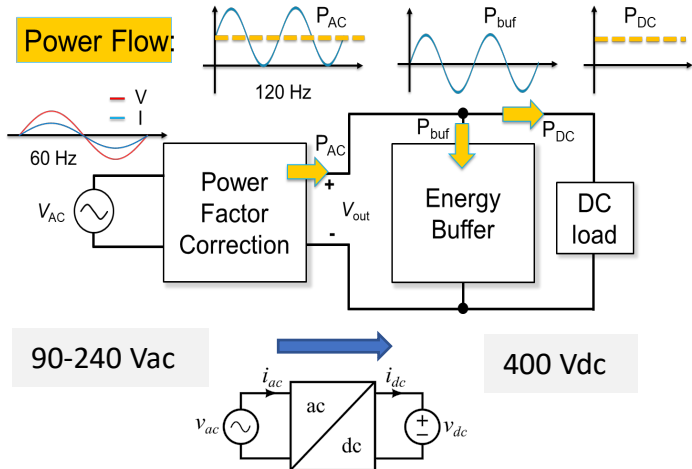 Power Flow:
P_AC
120 Hz
P_buf
P_DC
V
I
60 Hz
P_AC
P_buf
P_DC
V_AC
Power
Factor
Correction
+
V_out
-
Energy
Buffer
DC
load
90-240 Vac
400 Vdc
i_ac
i_dc
v_ac
ac
dc
+
−
v_dc